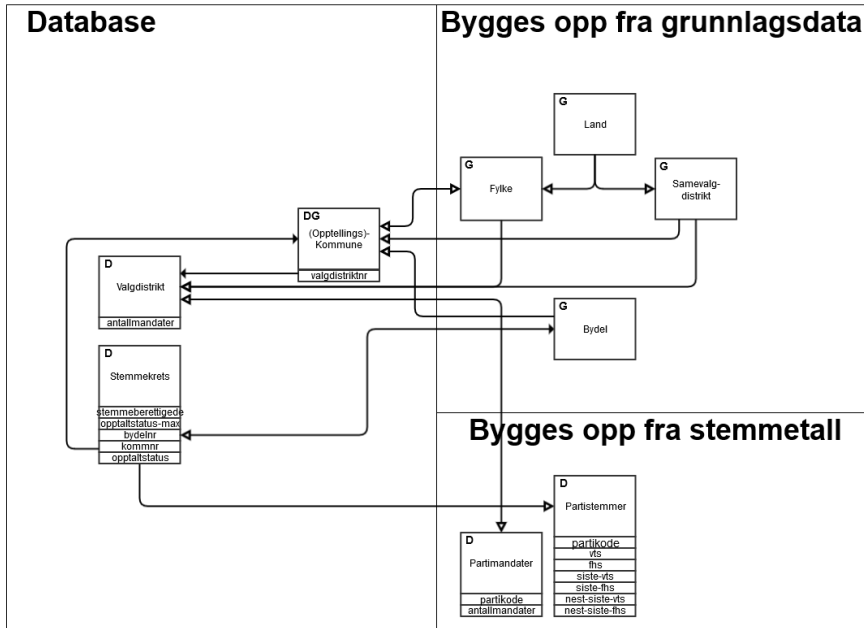 Database
Bygges opp fra grunnlagsdata
G
Land
G
Fylke
G
Samevalg-
distrikt
DG
(Opptellings)-
Kommune
valgdistriktnr
D
Valgdistrikt
antallmandater
G
Bydel
D
Stemmekrets
stemmeberettigede
opptaltstatus-max
bydelnr
kommnr
opptaltstatus
Bygges opp fra stemmetall
D
Partistemmer
partikode
vts
fhs
siste-vts
siste-fhs
nest-siste-vts
nest-siste-fhs
D
Partimandater
partikode
antallmandater